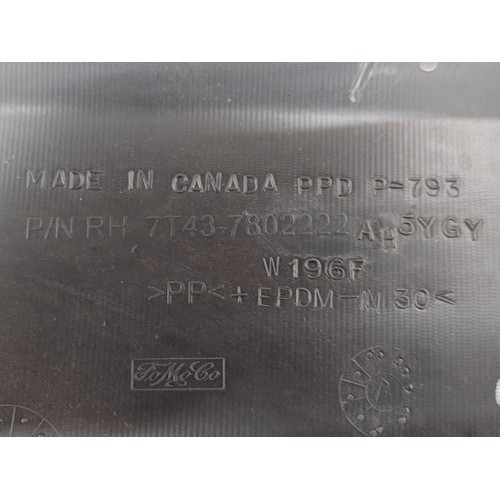 MADE IN CANADA PPD P-793
P/N RH 7T43-7802222 AH 5YGY
W196F
>PP<+EPDM-M30<
FoMoCo